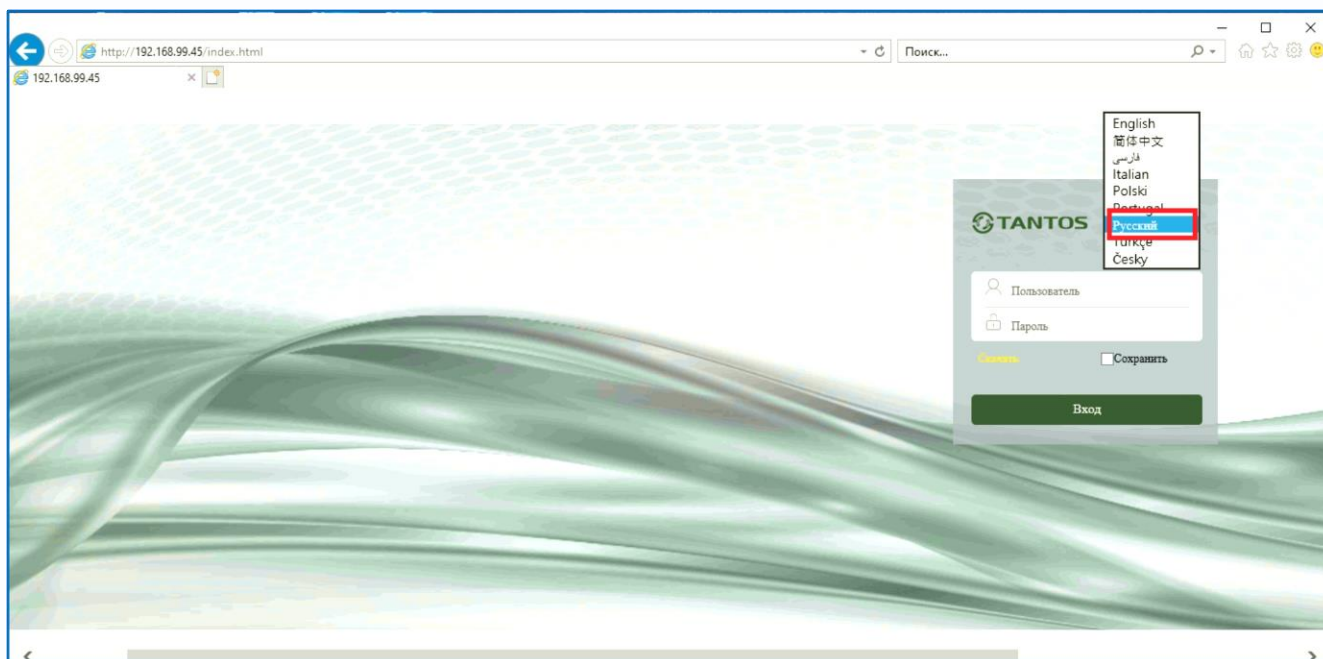 http://192.168.99.45/index.html
Поиск...
192.168.99.45
English
简体中文
فارسی
Italian
Polski
Portugal
Русский
Türkçe
Česky
TANTOS
Пользователь
Пароль
Скачать
Сохранить
Вход